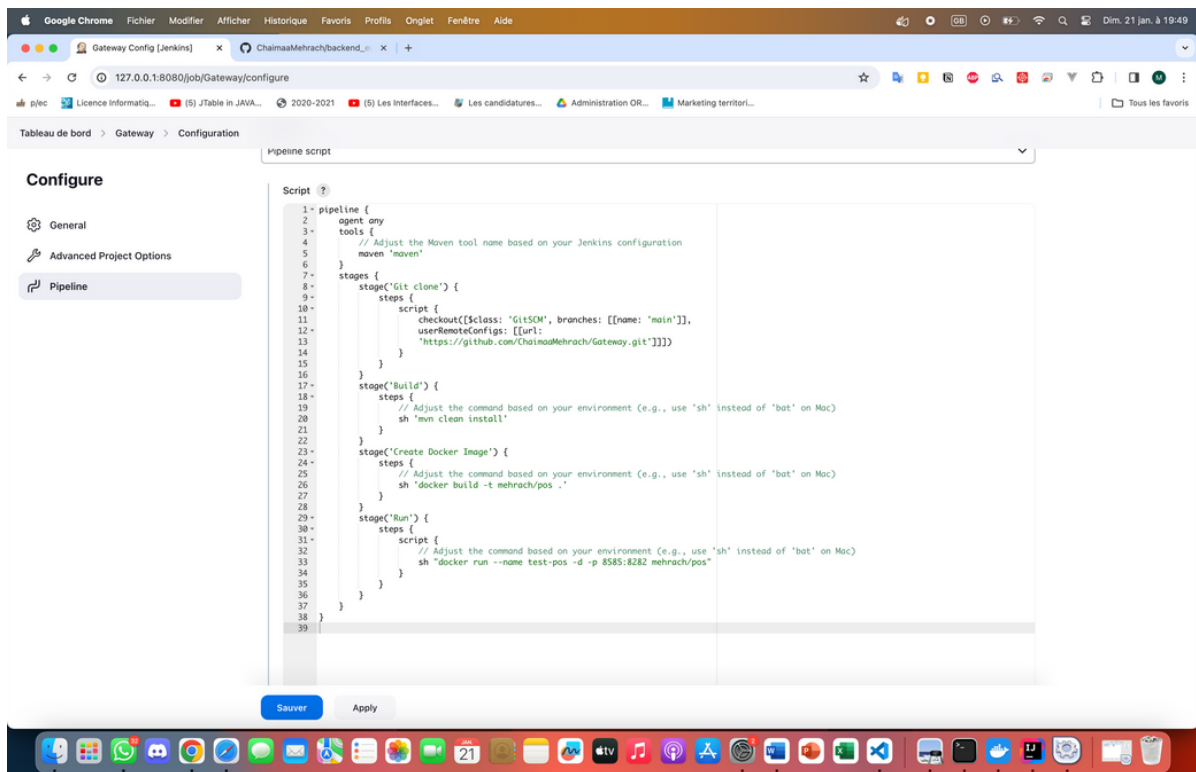 Google Chrome Fichier Modifier Afficher Historique Favoris Profils Onglet Fenêtre Aide GB Dim. 21 jan. à 19:49
Gateway Config [Jenkins] ChaimaaMehrach/backend_e
127.0.0.1:8080/job/Gateway/configure
p/ec Licence Informatiq... (5) JTable in JAVA... 2020-2021 (5) Les Interfaces... Les candidatures... Administration OR... Marketing territori... Tous les favoris
Tableau de bord > Gateway > Configuration
Pipeline script
Configure
General
Advanced Project Options
Pipeline
Script ?
1 pipeline {
2 agent any
3 tools {
4 // Adjust the Maven tool name based on your Jenkins configuration
5 maven 'maven'
6 }
7 stages {
8 stage('Git clone') {
9 steps {
10 script {
11 checkout([$class: 'GitSCM', branches: [[name: 'main']],
12 userRemoteConfigs: [[url:
13 'https://github.com/ChaimaaMehrach/Gateway.git']]])
14 }
15 }
16 }
17 stage('Build') {
18 steps {
19 // Adjust the command based on your environment (e.g., use 'sh' instead of 'bat' on Mac)
20 sh 'mvn clean install'
21 }
22 }
23 stage('Create Docker Image') {
24 steps {
25 // Adjust the command based on your environment (e.g., use 'sh' instead of 'bat' on Mac)
26 sh 'docker build -t mehrach/pos .'
27 }
28 }
29 stage('Run') {
30 steps {
31 script {
32 // Adjust the command based on your environment (e.g., use 'sh' instead of 'bat' on Mac)
33 sh "docker run --name test-pos -d -p 8585:8282 mehrach/pos"
34 }
35 }
36 }
37 }
38 }
39
Sauver Apply
JAN 21 tv